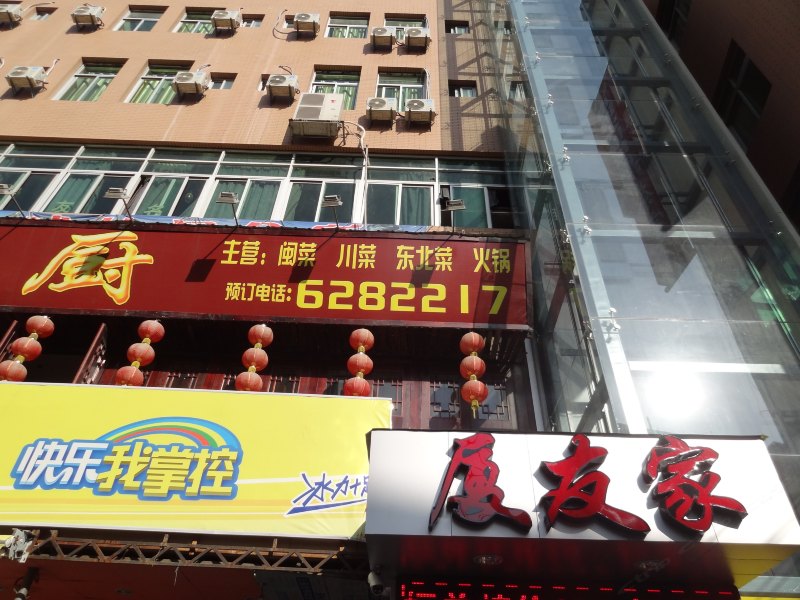 厨
主营：闽菜 川菜 东北菜 火锅
预订电话：6282217
快乐我掌控
冰力十足
厦友家